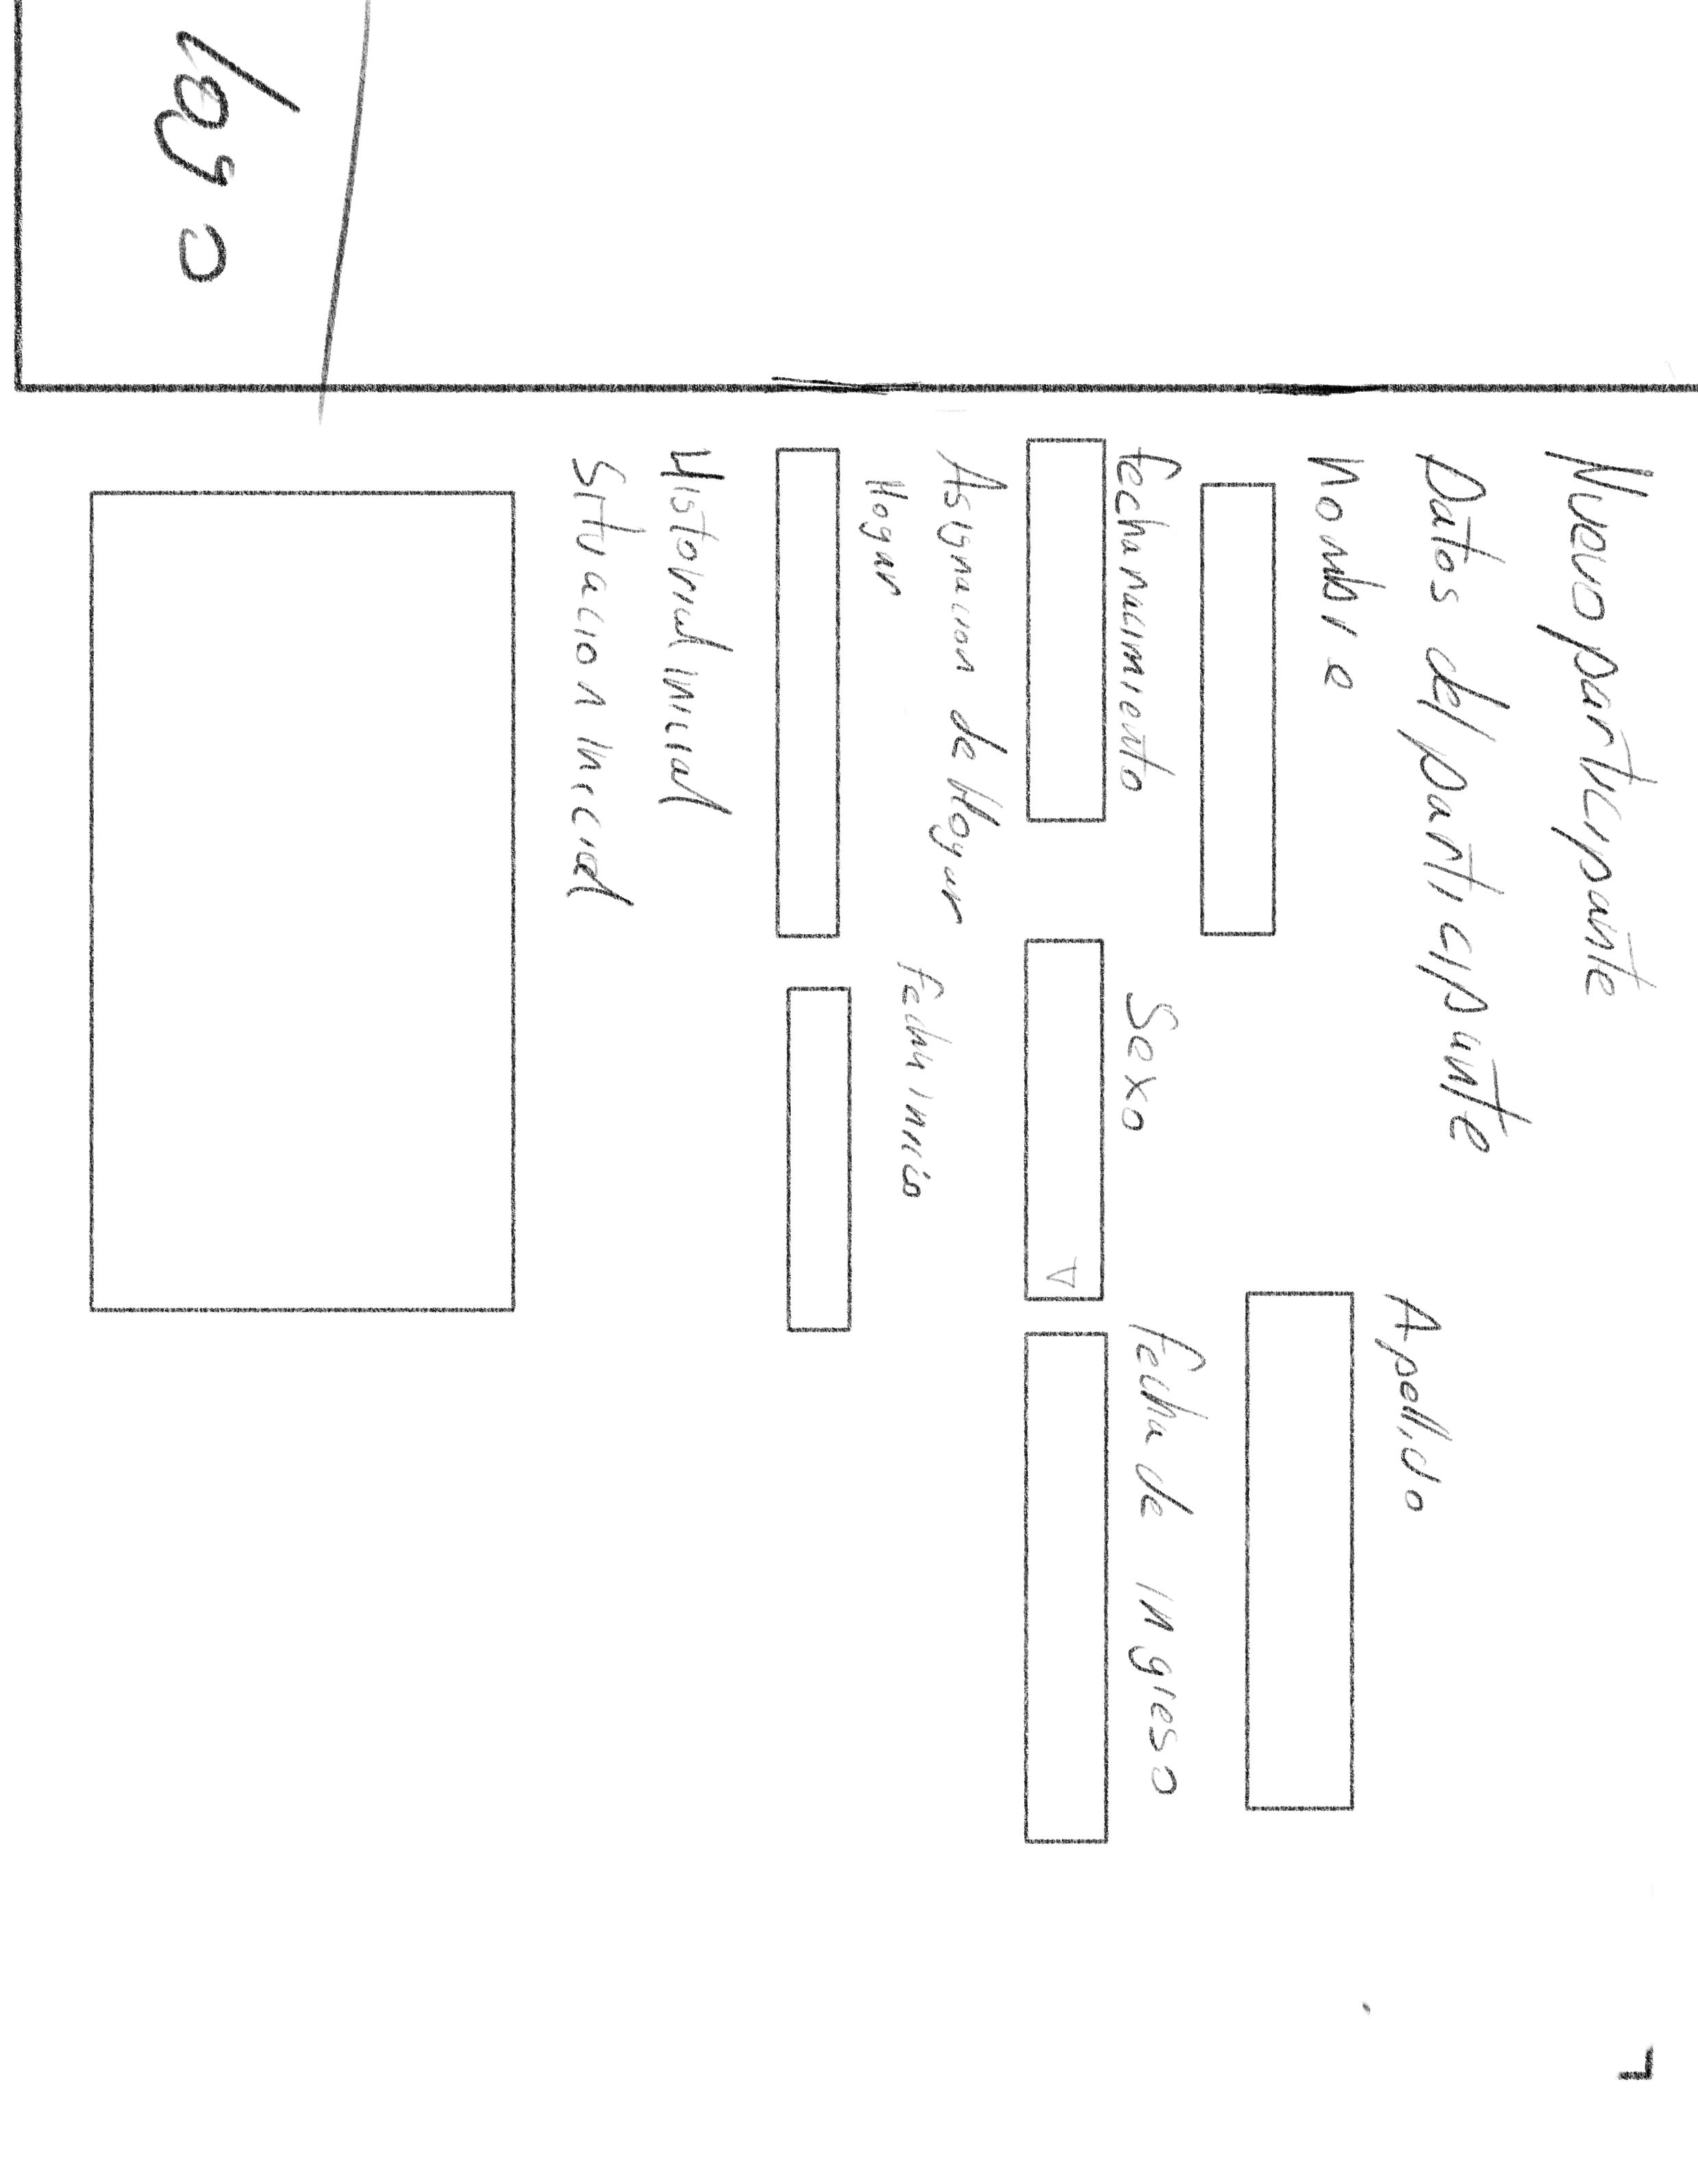 Nuevo participante
Datos del participante
Nombre
Apellido
fecha nacimiento
Sexo
fecha de ingreso
Asignacion de Hogar
Hogar
fecha inicio
Historial inicial
Situacion inicial
logo